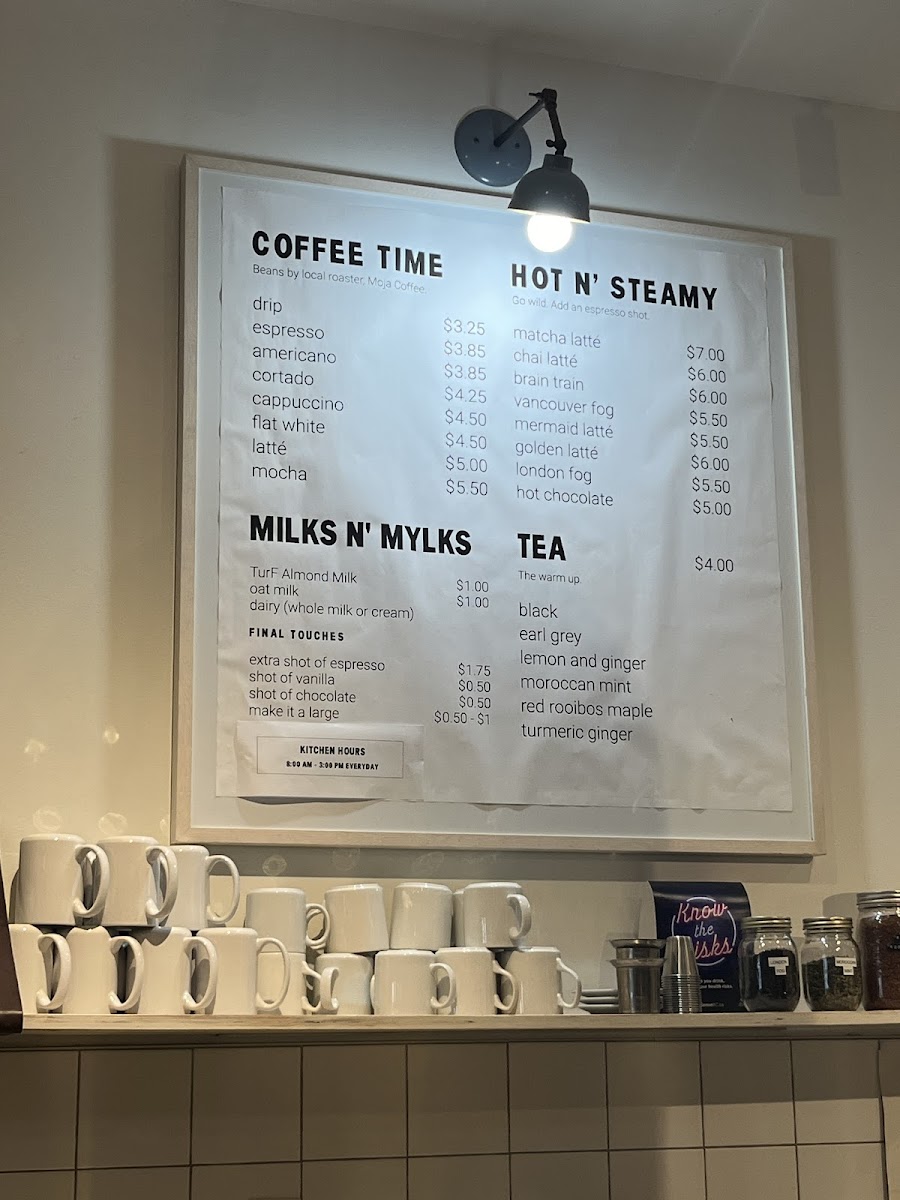 COFFEE TIME
Beans by local roaster, Moja Coffee.
drip $3.25
espresso $3.85
americano $3.85
cortado $4.25
cappuccino $4.50
flat white $4.50
latté $5.00
mocha $5.50
MILKS N' MYLKS
TurF Almond Milk $1.00
oat milk $1.00
dairy (whole milk or cream)
FINAL TOUCHES
extra shot of espresso $1.75
shot of vanilla $0.50
shot of chocolate $0.50
make it a large $0.50 - $1
KITCHEN HOURS
8:00 AM - 3:00 PM EVERYDAY
HOT N' STEAMY
Go wild. Add an espresso shot.
matcha latté $7.00
chai latté $6.00
brain train $6.00
vancouver fog $5.50
mermaid latté $5.50
golden latté $6.00
london fog $5.50
hot chocolate $5.00
TEA $4.00
The warm up.
black
earl grey
lemon and ginger
moroccan mint
red rooibos maple
turmeric ginger
Know
the
LONDON
FOG